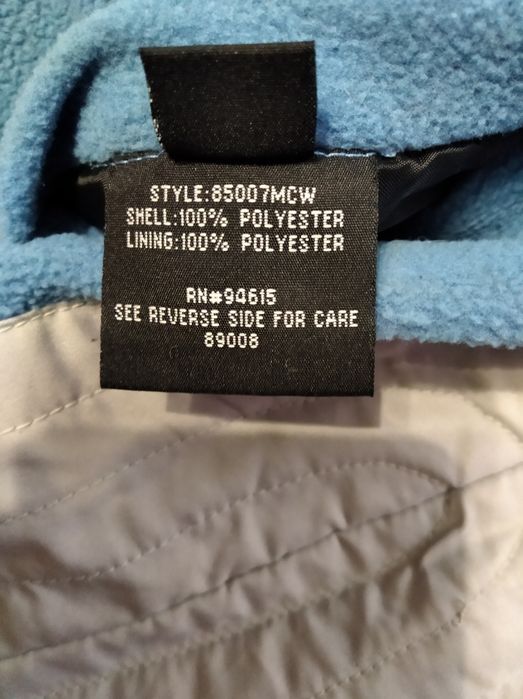 STYLE:85007MCW
SHELL:100% POLYESTER
LINING:100% POLYESTER
RN#94615
SEE REVERSE SIDE FOR CARE
89008